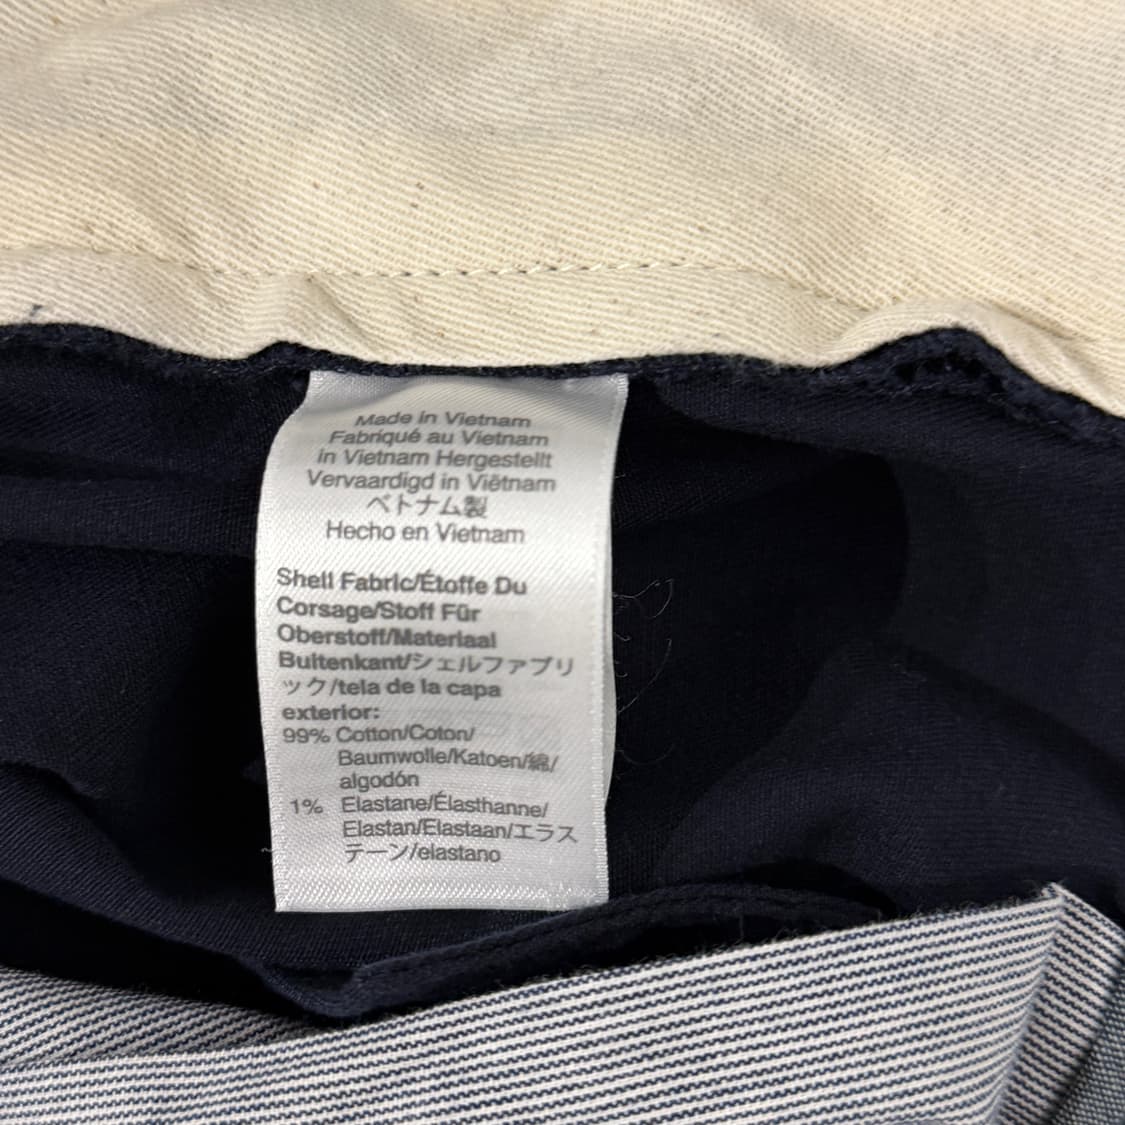 Made in Vietnam
Fabriqué au Vietnam
in Vietnam Hergestellt
Vervaardigd in Viëtnam
ベトナム製
Hecho en Vietnam
Shell Fabric/Étoffe Du
Corsage/Stoff Für
Oberstoff/Materiaal
Buitenkant/シェルファブリ
ック/tela de la capa
exterior:
99% Cotton/Coton/
Baumwolle/Katoen/綿/
algodón
1% Elastane/Élasthanne/
Elastan/Elastaan/エラス
テーン/elastano